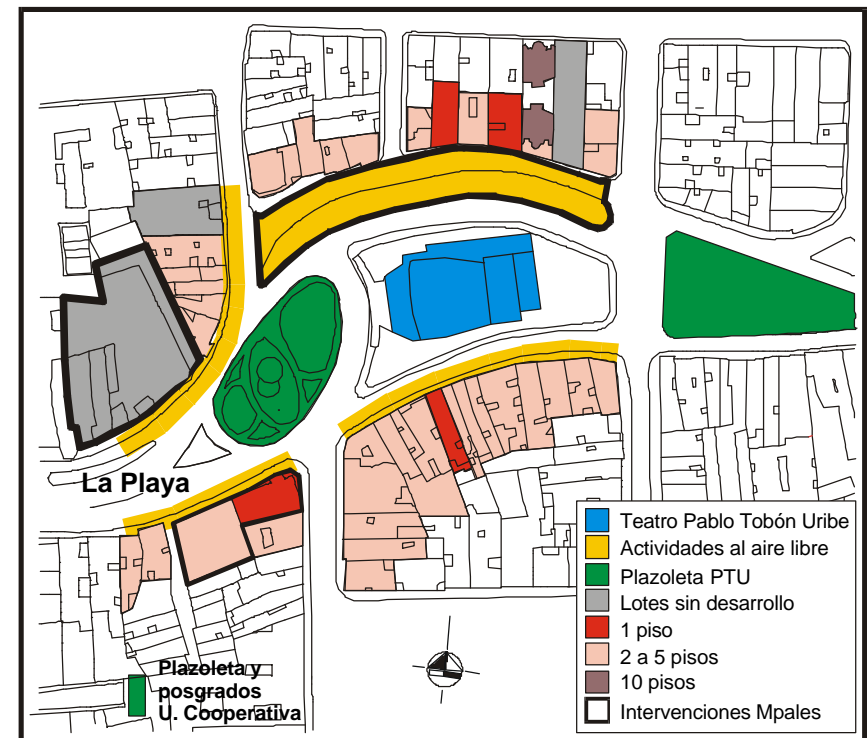 La Playa
Teatro Pablo Tobón Uribe
Actividades al aire libre
Plazoleta PTU
Lotes sin desarrollo
1 piso
2 a 5 pisos
10 pisos
Intervenciones Mpales
Plazoleta y
posgrados
U. Cooperativa